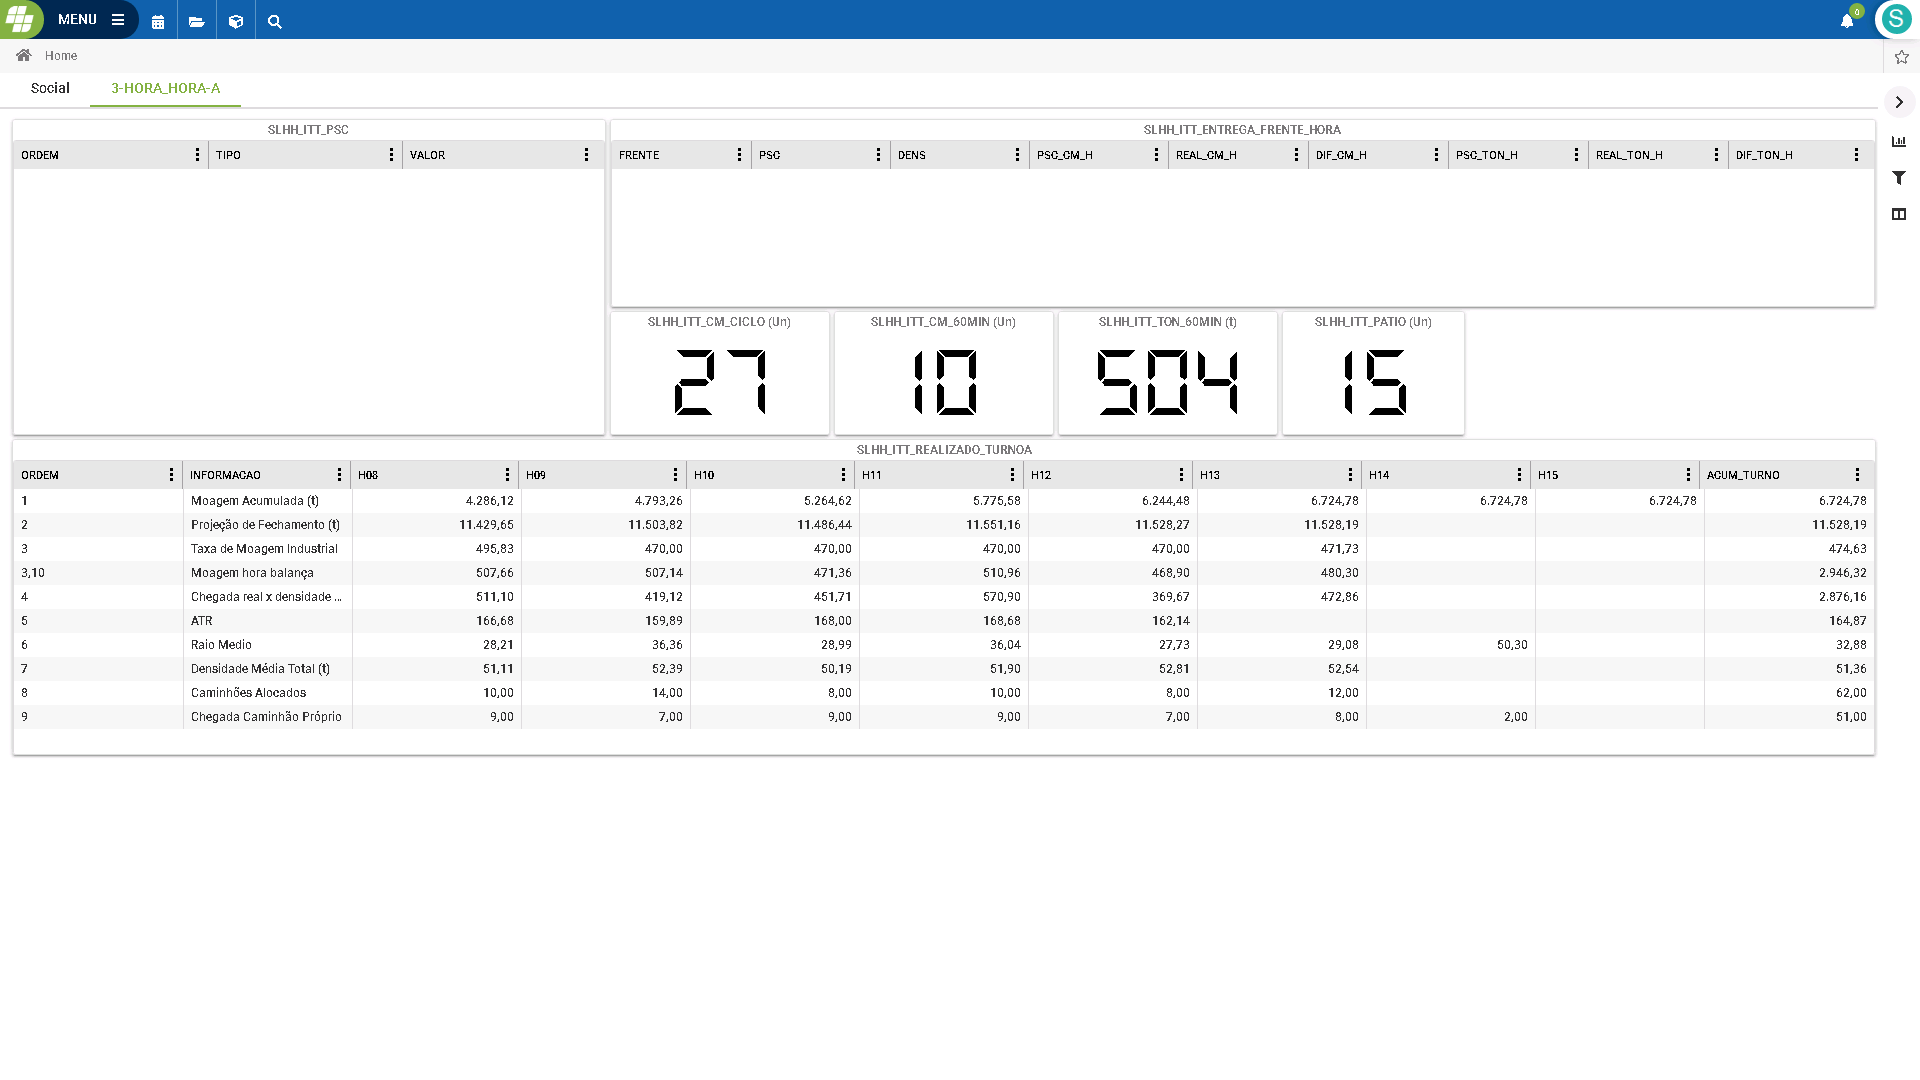 MENU
0
S
Home
Social 3-HORA_HORA-A
SLHH_ITT_PSC
ORDEM TIPO VALOR
SLHH_ITT_ENTREGA_FRENTE_HORA
FRENTE PSC DENS PSC_CM_H REAL_CM_H DIF_CM_H PSC_TON_H REAL_TON_H DIF_TON_H
SLHH_ITT_CM_CICLO (Un)
27
SLHH_ITT_CM_60MIN (Un)
10
SLHH_ITT_TON_60MIN (t)
504
SLHH_ITT_PATIO (Un)
15
SLHH_ITT_REALIZADO_TURNOA
ORDEM INFORMACAO H08 H09 H10 H11 H12 H13 H14 H15 ACUM_TURNO
1 Moagem Acumulada (t) 4.286,12 4.793,26 5.264,62 5.775,58 6.244,48 6.724,78 6.724,78 6.724,78 6.724,78
2 Projeção de Fechamento (t) 11.429,65 11.503,82 11.486,44 11.551,16 11.528,27 11.528,19 11.528,19
3 Taxa de Moagem Industrial 495,83 470,00 470,00 470,00 470,00 471,73 474,63
3,10 Moagem hora balança 507,66 507,14 471,36 510,96 468,90 480,30 2.946,32
4 Chegada real x densidade ... 511,10 419,12 451,71 570,90 369,67 472,86 2.876,16
5 ATR 166,68 159,89 168,00 168,68 162,14 164,87
6 Raio Medio 28,21 36,36 28,99 36,04 27,73 29,08 50,30 32,88
7 Densidade Média Total (t) 51,11 52,39 50,19 51,90 52,81 52,54 51,36
8 Caminhões Alocados 10,00 14,00 8,00 10,00 8,00 12,00 62,00
9 Chegada Caminhão Próprio 9,00 7,00 9,00 9,00 7,00 8,00 2,00 51,00